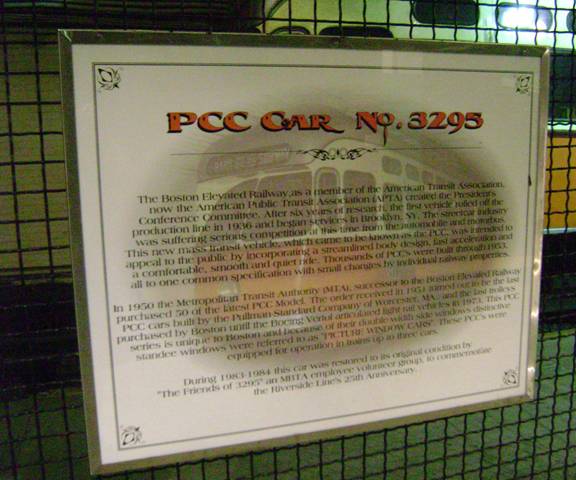 PCC CAR NO. 3295
The Boston Elevated Railway, as a member of the American Transit Association,
now the American Public Transit Association (APTA) created the President's
Conference Committee. After six years of research, the first vehicle rolled off the
production line in 1936 and began services in Brooklyn, NY. The streetcar industry
was suffering serious competition at this time from the automobile and motorbus.
This new mass transit vehicle, which came to be known as the PCC, was intended to
appeal to the public by incorporating a streamlined body design, fast acceleration and
a comfortable, smooth and quiet ride. Thousands of PCC's were built through 1953,
all to one common specification with small changes by individual railway properties.
In 1950 the Metropolitan Transit Authority (MTA), successor to the Boston Elevated Railway
purchased 50 of the latest PCC Model. The order received in 1951 turned out to be the last
PCC cars built by the Pullman Standard Company of Worcester, MA., and the last trolleys
purchased by Boston until the Boeing Vertol articulated light rail vehicles in 1973. This PCC
series is unique to Boston and because of their double width side windows distinctive
standee windows were referred to as "PICTURE WINDOW CARS". These PCC's were
equipped for operation in trains up to three cars.
During 1983-1984 this car was restored to its original condition by
"The Friends of 3295" an MBTA employee volunteer group, to commemorate
the Riverside Line's 25th Anniversary.